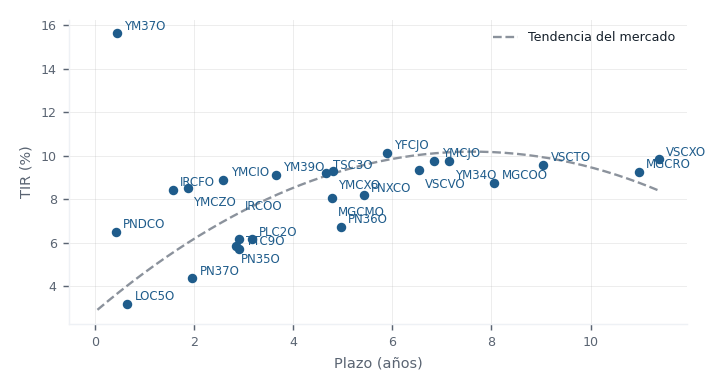 16
14
12
10
8
6
4
TIR (%)
0
2
4
6
8
10
Plazo (años)
Tendencia del mercado
YM37O
PNDCO
LOC5O
IRCFO
YMCZO
PN37O
YMCIO
IRCOO
PLC2O
TTC9O
PN35O
YM39O
TSC3O
YMCXO
PNXCO
MGCMO
PN36O
YFCJO
YMCJO
VSCVO
YM34O
MGCOO
VSCTO
VSCXO
MGCRO